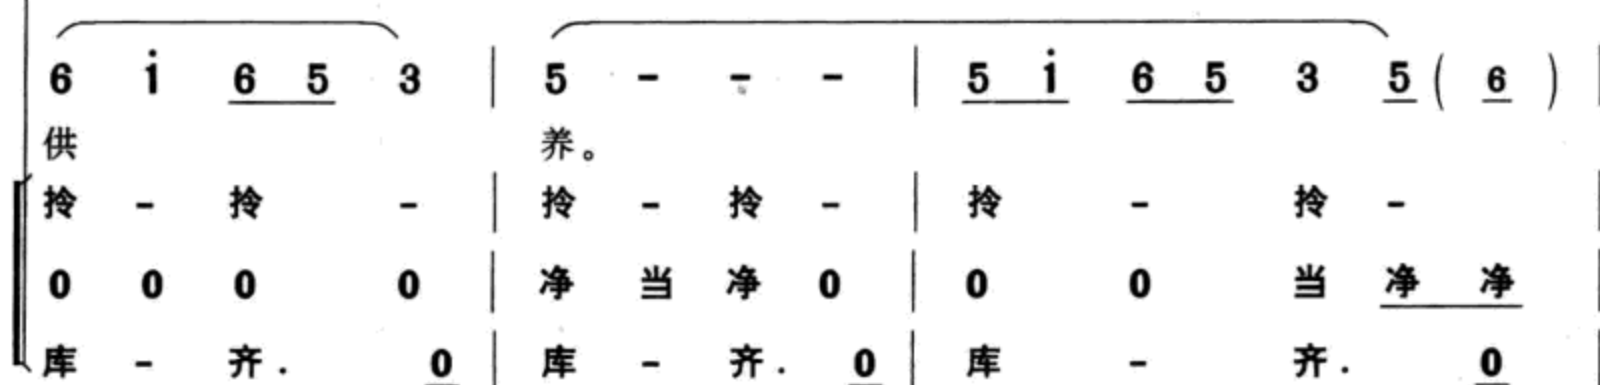 6 i̇ 6 5 3 | 5 - - - | 5 i̇ 6 5 3 5 ( 6 ) |
供 养。
拎 - 拎 - | 拎 - 拎 - | 拎 - 拎 - |
0 0 0 0 | 净 当 净 0 | 0 0 当 净 净 |
库 - 齐 . 0 | 库 - 齐 . 0 | 库 - 齐 . 0 |